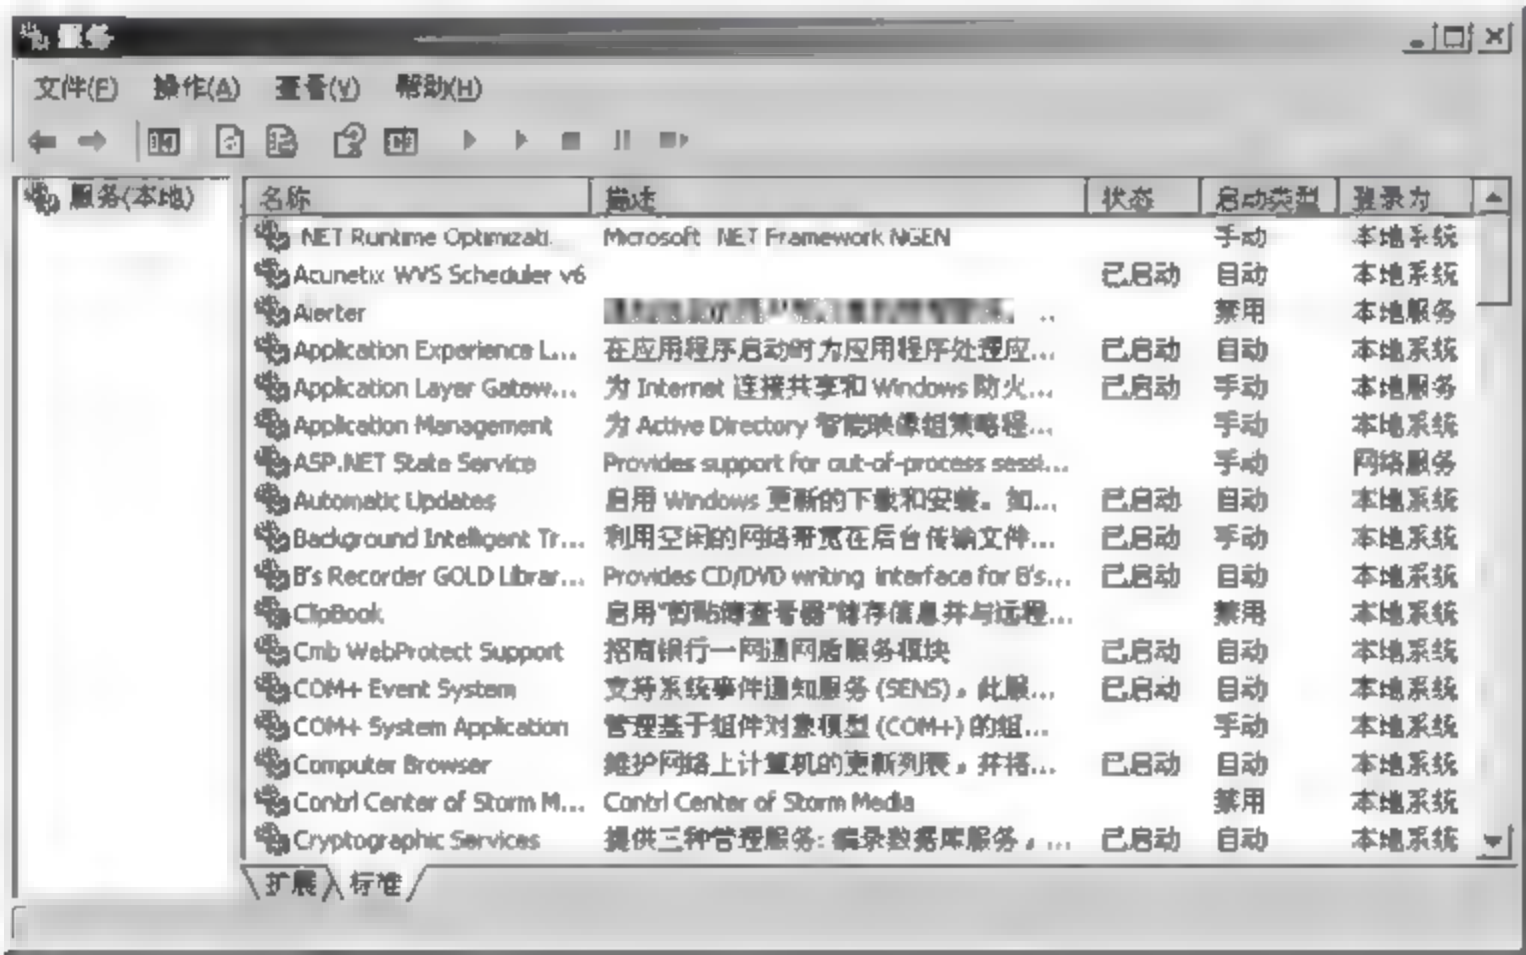 服务
文件(F) 操作(A) 查看(V) 帮助(H)
服务(本地)
名称 描述 状态 启动类型 登录为
.NET Runtime Optimizati. Microsoft .NET Framework NGEN 手动 本地系统
Acunetix WVS Scheduler v6 已启动 自动 本地系统
Alerter ... 禁用 本地服务
Application Experience L... 在应用程序启动时为应用程序处理应... 已启动 自动 本地系统
Application Layer Gatew... 为 Internet 连接共享和 Windows 防火... 已启动 手动 本地服务
Application Management 为 Active Directory 智能映像组策略程... 手动 本地系统
ASP.NET State Service Provides support for out-of-process sessi... 手动 网络服务
Automatic Updates 启用 Windows 更新的下载和安装。如... 已启动 自动 本地系统
Background Intelligent Tr... 利用空闲的网络带宽在后台传输文件... 已启动 手动 本地系统
B's Recorder GOLD Librar... Provides CD/DVD writing interface for B's... 已启动 自动 本地系统
ClipBook 启用“剪贴簿查看器”储存信息并与远程... 禁用 本地系统
Cmb WebProtect Support 招商银行一网通网盾服务模块 已启动 自动 本地系统
COM+ Event System 支持系统事件通知服务 (SENS)，此服... 已启动 自动 本地系统
COM+ System Application 管理基于组件对象模型 (COM+) 的组... 手动 本地系统
Computer Browser 维护网络上计算机的更新列表，并将... 已启动 自动 本地系统
Contrl Center of Storm M... Contrl Center of Storm Media 禁用 本地系统
Cryptographic Services 提供三种管理服务: 编录数据库服务，... 已启动 自动 本地系统
扩展 标准